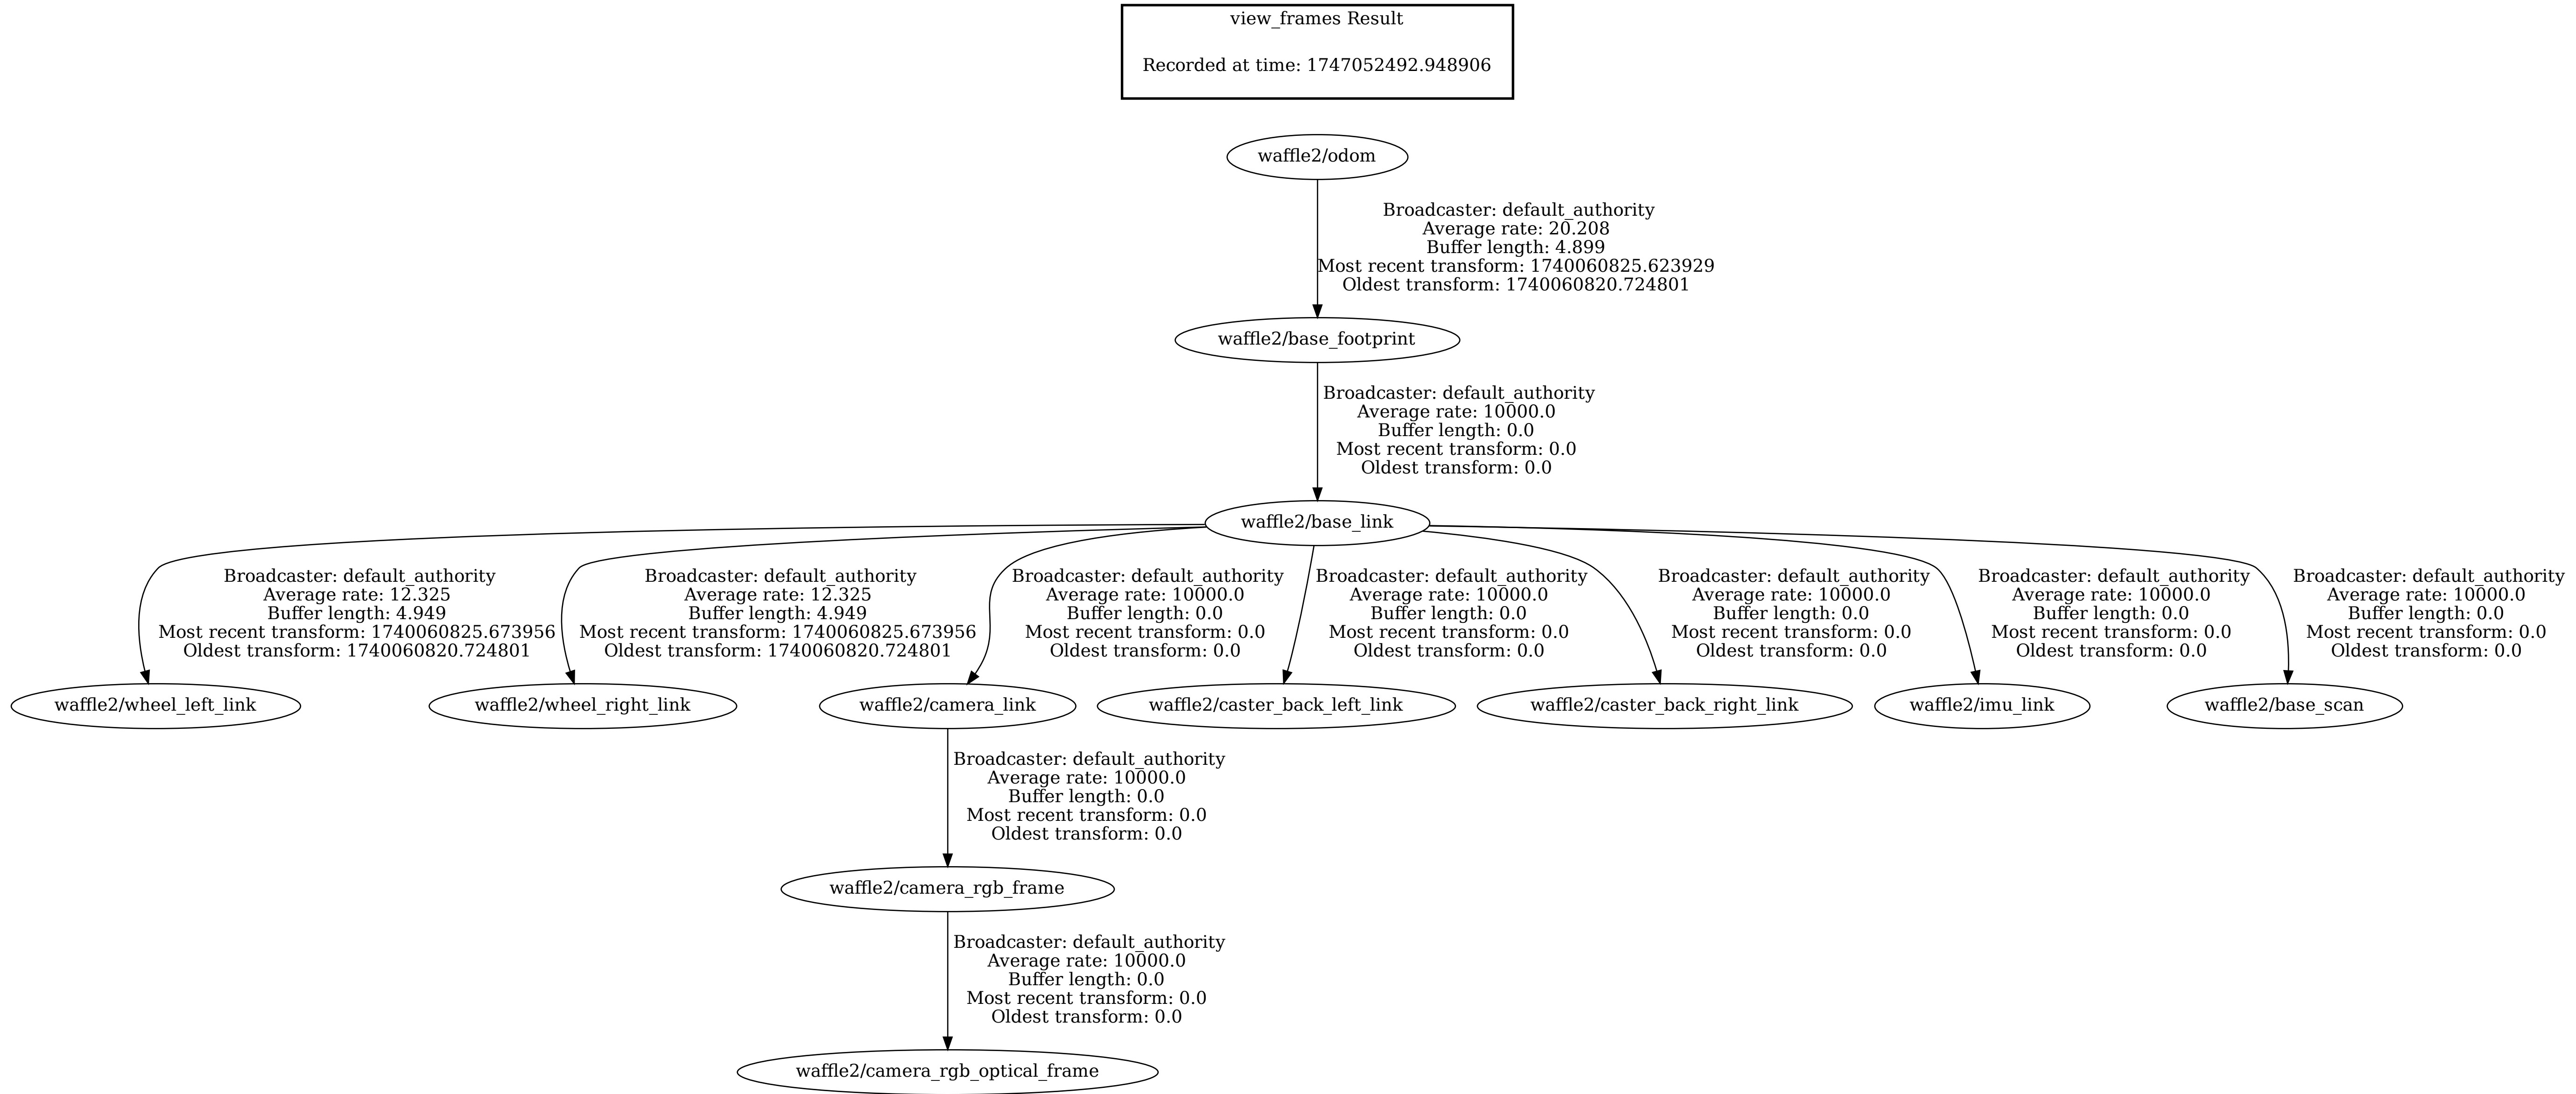 view_frames Result
Recorded at time: 1747052492.948906
waffle2/odom
Broadcaster: default_authority
Average rate: 20.208
Buffer length: 4.899
Most recent transform: 1740060825.623929
Oldest transform: 1740060820.724801
waffle2/base_footprint
Broadcaster: default_authority
Average rate: 10000.0
Buffer length: 0.0
Most recent transform: 0.0
Oldest transform: 0.0
waffle2/base_link
Broadcaster: default_authority
Average rate: 12.325
Buffer length: 4.949
Most recent transform: 1740060825.673956
Oldest transform: 1740060820.724801
Broadcaster: default_authority
Average rate: 12.325
Buffer length: 4.949
Most recent transform: 1740060825.673956
Oldest transform: 1740060820.724801
Broadcaster: default_authority
Average rate: 10000.0
Buffer length: 0.0
Most recent transform: 0.0
Oldest transform: 0.0
Broadcaster: default_authority
Average rate: 10000.0
Buffer length: 0.0
Most recent transform: 0.0
Oldest transform: 0.0
Broadcaster: default_authority
Average rate: 10000.0
Buffer length: 0.0
Most recent transform: 0.0
Oldest transform: 0.0
Broadcaster: default_authority
Average rate: 10000.0
Buffer length: 0.0
Most recent transform: 0.0
Oldest transform: 0.0
Broadcaster: default_authority
Average rate: 10000.0
Buffer length: 0.0
Most recent transform: 0.0
Oldest transform: 0.0
waffle2/wheel_left_link
waffle2/wheel_right_link
waffle2/camera_link
waffle2/caster_back_left_link
waffle2/caster_back_right_link
waffle2/imu_link
waffle2/base_scan
Broadcaster: default_authority
Average rate: 10000.0
Buffer length: 0.0
Most recent transform: 0.0
Oldest transform: 0.0
waffle2/camera_rgb_frame
Broadcaster: default_authority
Average rate: 10000.0
Buffer length: 0.0
Most recent transform: 0.0
Oldest transform: 0.0
waffle2/camera_rgb_optical_frame